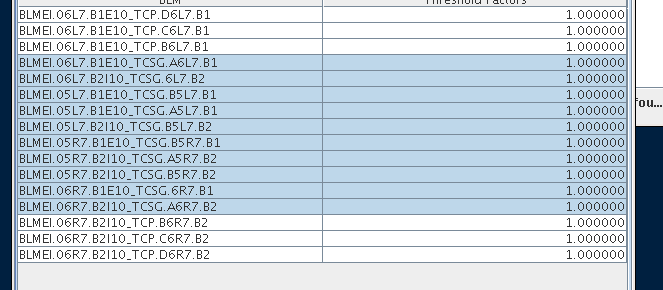 BLM Threshold Factors
BLMEI.06L7.B1E10_TCP.D6L7.B1 1.000000
BLMEI.06L7.B1E10_TCP.C6L7.B1 1.000000
BLMEI.06L7.B1E10_TCP.B6L7.B1 1.000000
BLMEI.06L7.B1E10_TCSG.A6L7.B1 1.000000
BLMEI.06L7.B2I10_TCSG.6L7.B2 1.000000
BLMEI.05L7.B1E10_TCSG.B5L7.B1 1.000000
BLMEI.05L7.B1E10_TCSG.A5L7.B1 1.000000
BLMEI.05L7.B2I10_TCSG.B5L7.B2 1.000000
BLMEI.05R7.B1E10_TCSG.B5R7.B1 1.000000
BLMEI.05R7.B2I10_TCSG.A5R7.B2 1.000000
BLMEI.05R7.B2I10_TCSG.B5R7.B2 1.000000
BLMEI.06R7.B1E10_TCSG.6R7.B1 1.000000
BLMEI.06R7.B2I10_TCSG.A6R7.B2 1.000000
BLMEI.06R7.B2I10_TCP.B6R7.B2 1.000000
BLMEI.06R7.B2I10_TCP.C6R7.B2 1.000000
BLMEI.06R7.B2I10_TCP.D6R7.B2 1.000000
fou...